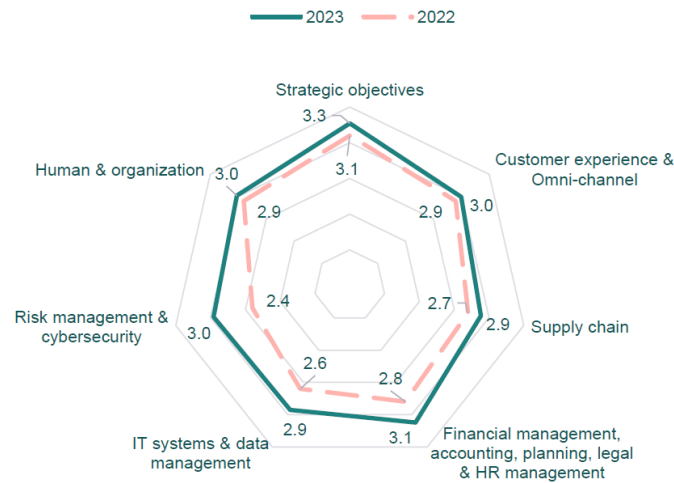 2023 2022
Strategic objectives
3.3
3.1
Customer experience &
Omni-channel
3.0
2.9
Human & organization
3.0
2.9
Supply chain
2.7
2.9
Risk management &
cybersecurity
2.4
3.0
IT systems & data
management
2.6
2.9
Financial management,
accounting, planning, legal
& HR management
2.8
3.1